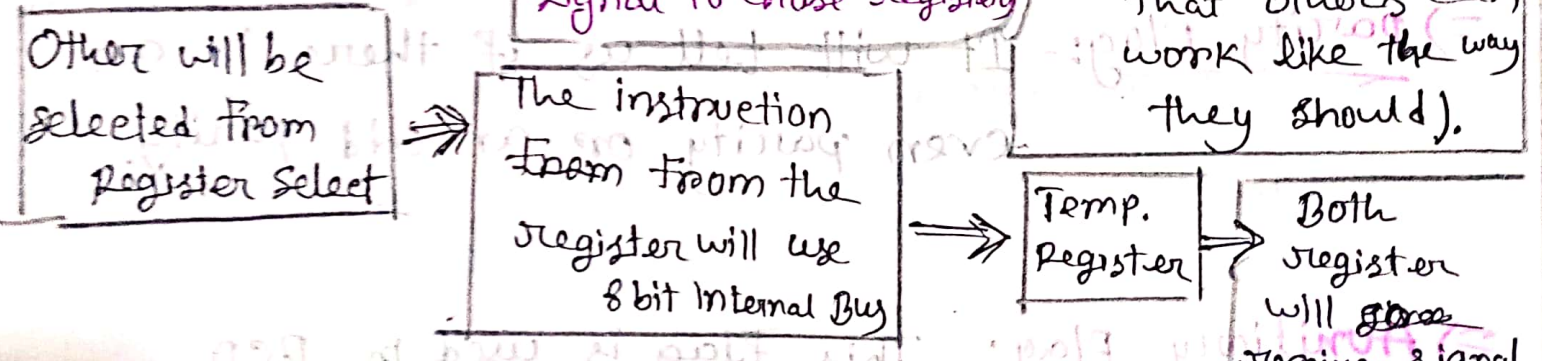 Other will be
selected from
Register Select
The instruction
from the
register will use
8 bit Internal Bus
work like the way
they should).
Temp.
Register
Both
register
will